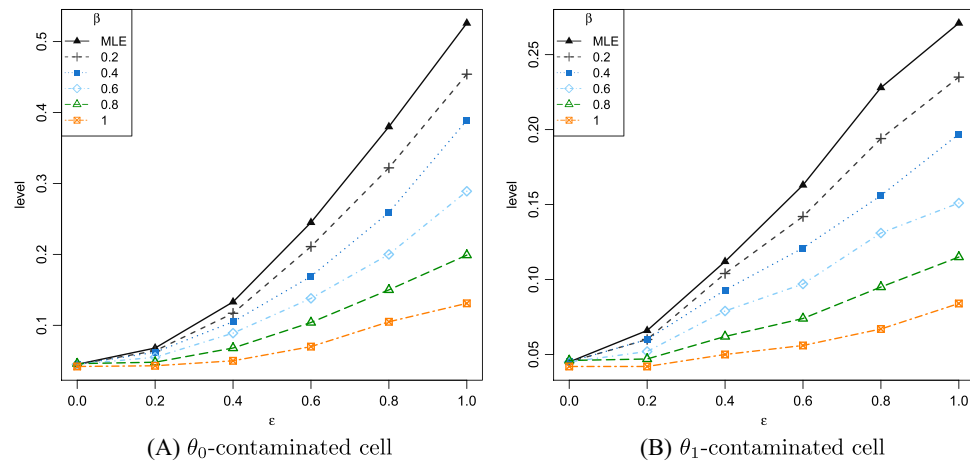 β
MLE
0.2
0.4
0.6
0.8
1
level
0.5
0.4
0.3
0.2
0.1
0.0 0.2 0.4 0.6 0.8 1.0
ε
(A) θ₀-contaminated cell
β
MLE
0.2
0.4
0.6
0.8
1
level
0.25
0.20
0.15
0.10
0.05
0.0 0.2 0.4 0.6 0.8 1.0
ε
(B) θ₁-contaminated cell